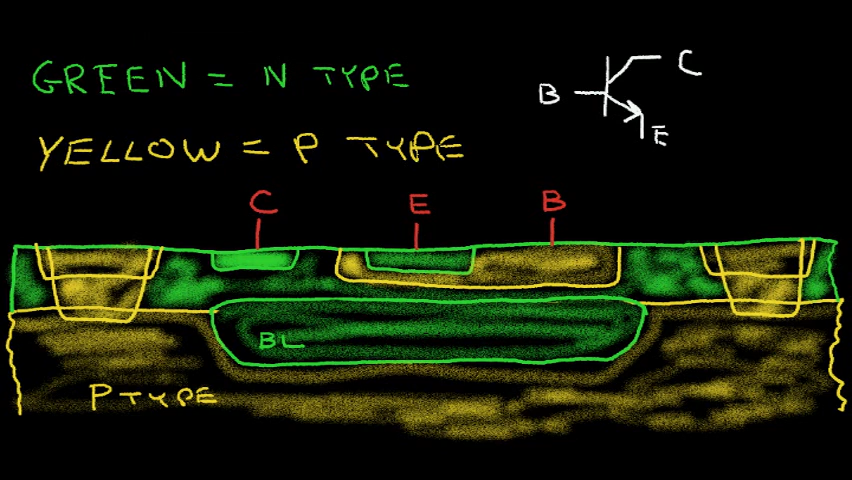 GREEN = N TYPE
YELLOW = P TYPE
B
C
E
C
E
B
BL
P TYPE